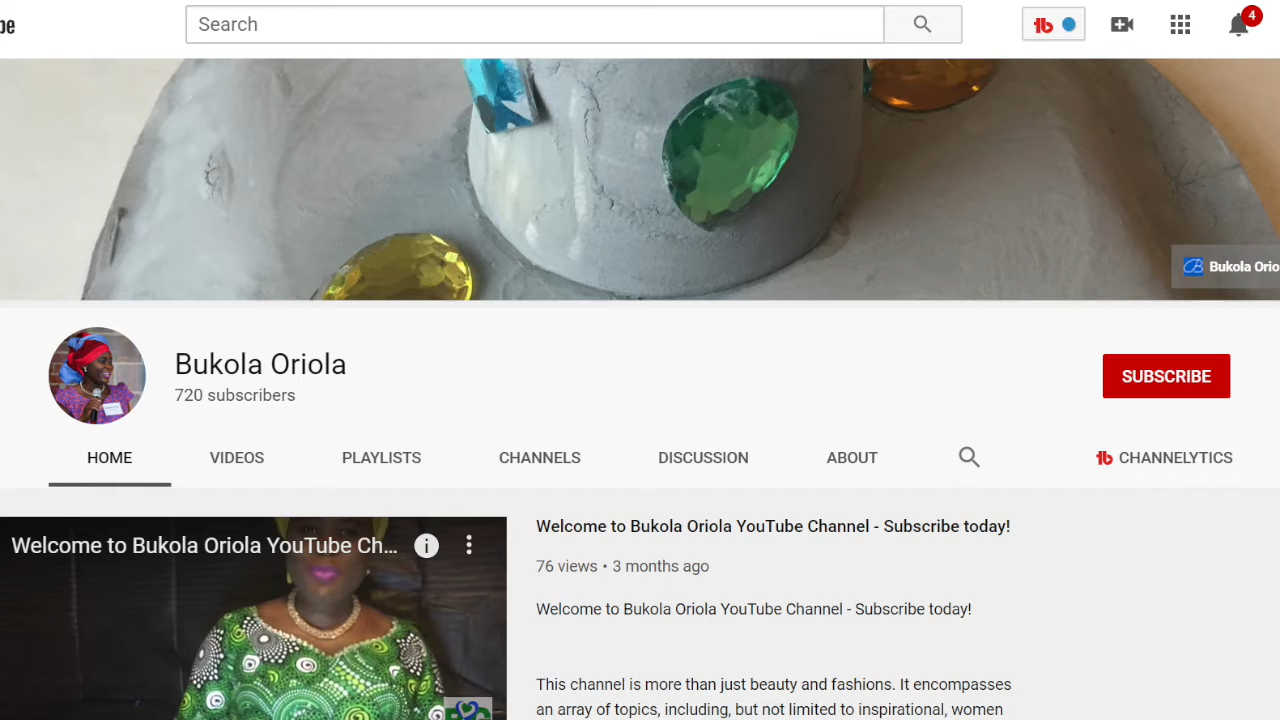 be
Search
4
Bukola Orio
Bukola Oriola
720 subscribers
SUBSCRIBE
HOME VIDEOS PLAYLISTS CHANNELS DISCUSSION ABOUT CHANNELYTICS
Welcome to Bukola Oriola YouTube Ch...
Welcome to Bukola Oriola YouTube Channel - Subscribe today!
76 views • 3 months ago
Welcome to Bukola Oriola YouTube Channel - Subscribe today!
This channel is more than just beauty and fashions. It encompasses
an array of topics, including, but not limited to inspirational, women